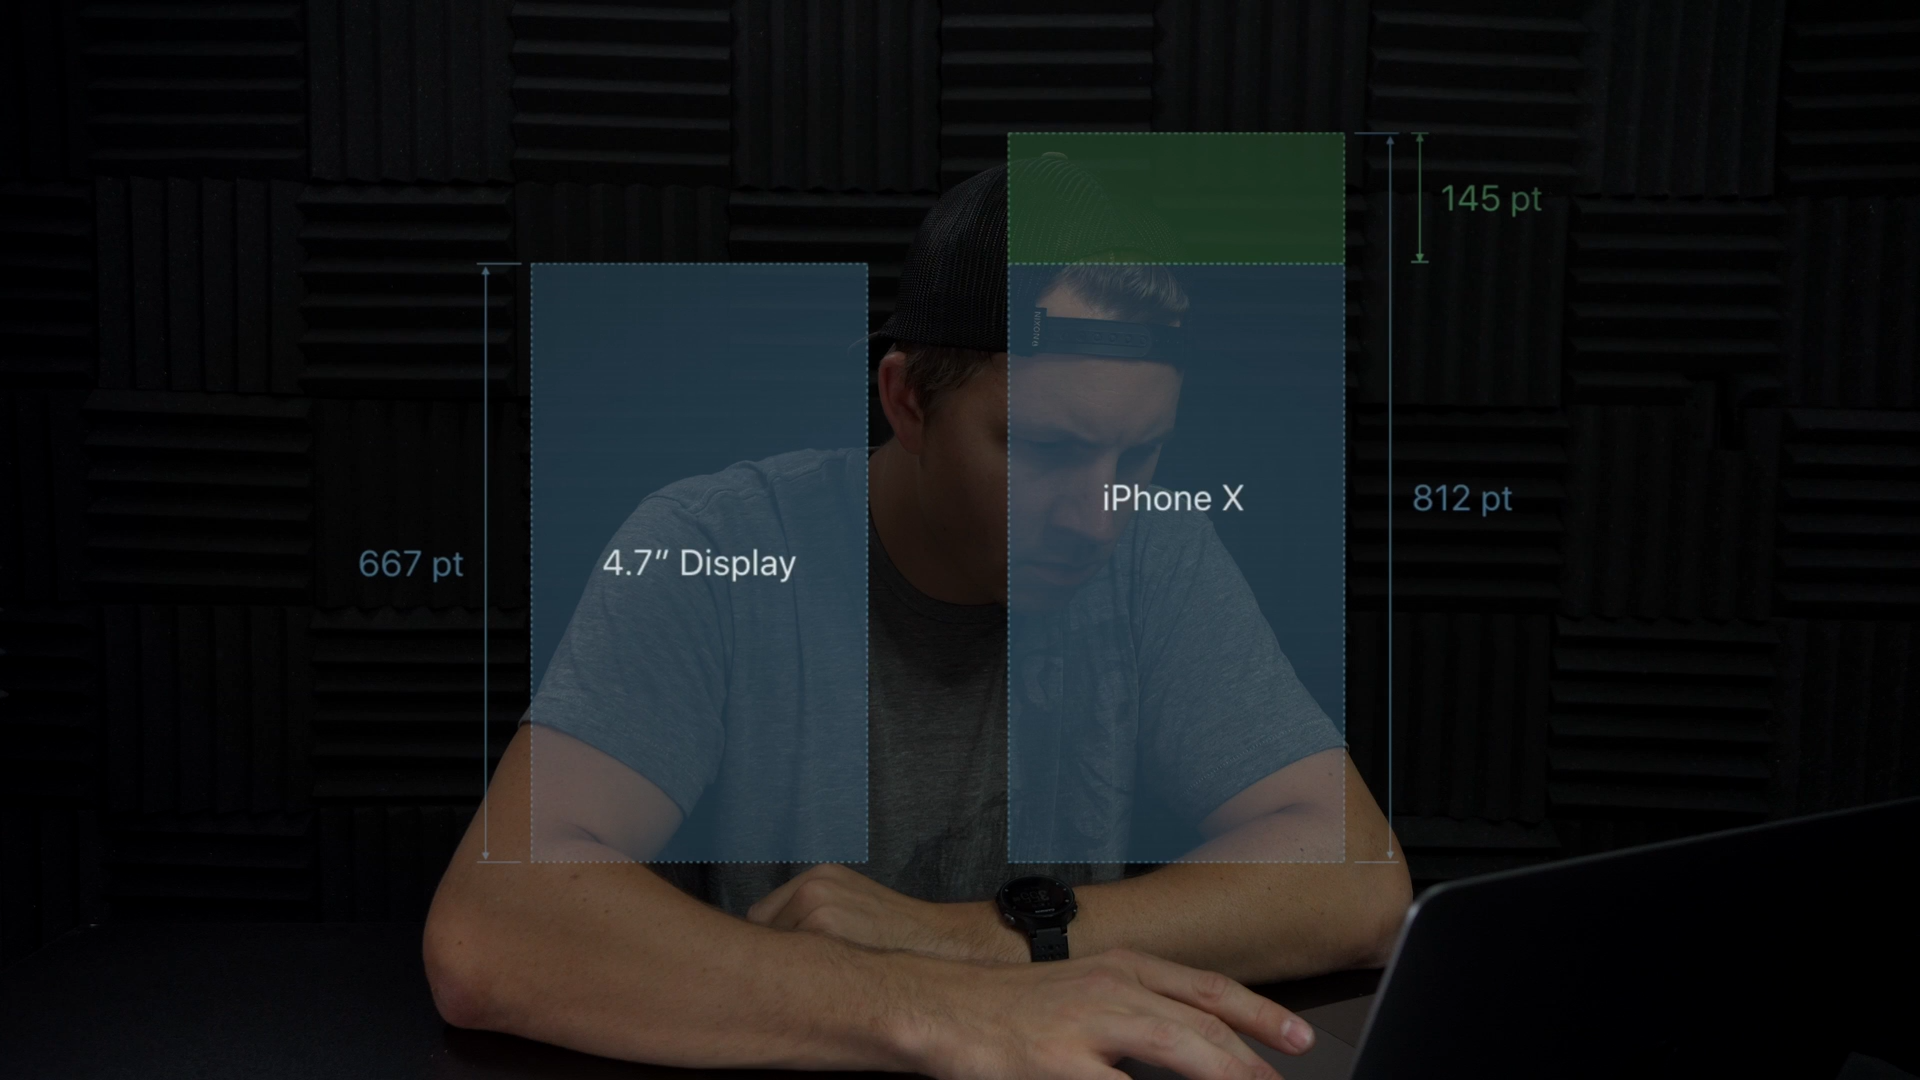 145 pt
iPhone X
812 pt
667 pt
4.7” Display